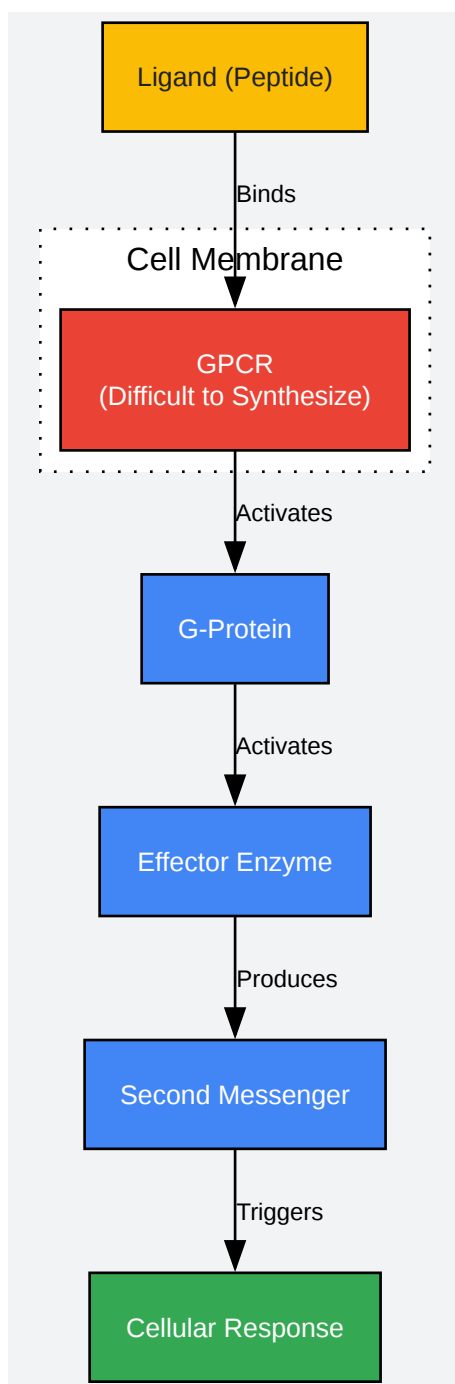 Ligand (Peptide)
Binds
Cell Membrane
GPCR
(Difficult to Synthesize)
Activates
G-Protein
Activates
Effector Enzyme
Produces
Second Messenger
Triggers
Cellular Response